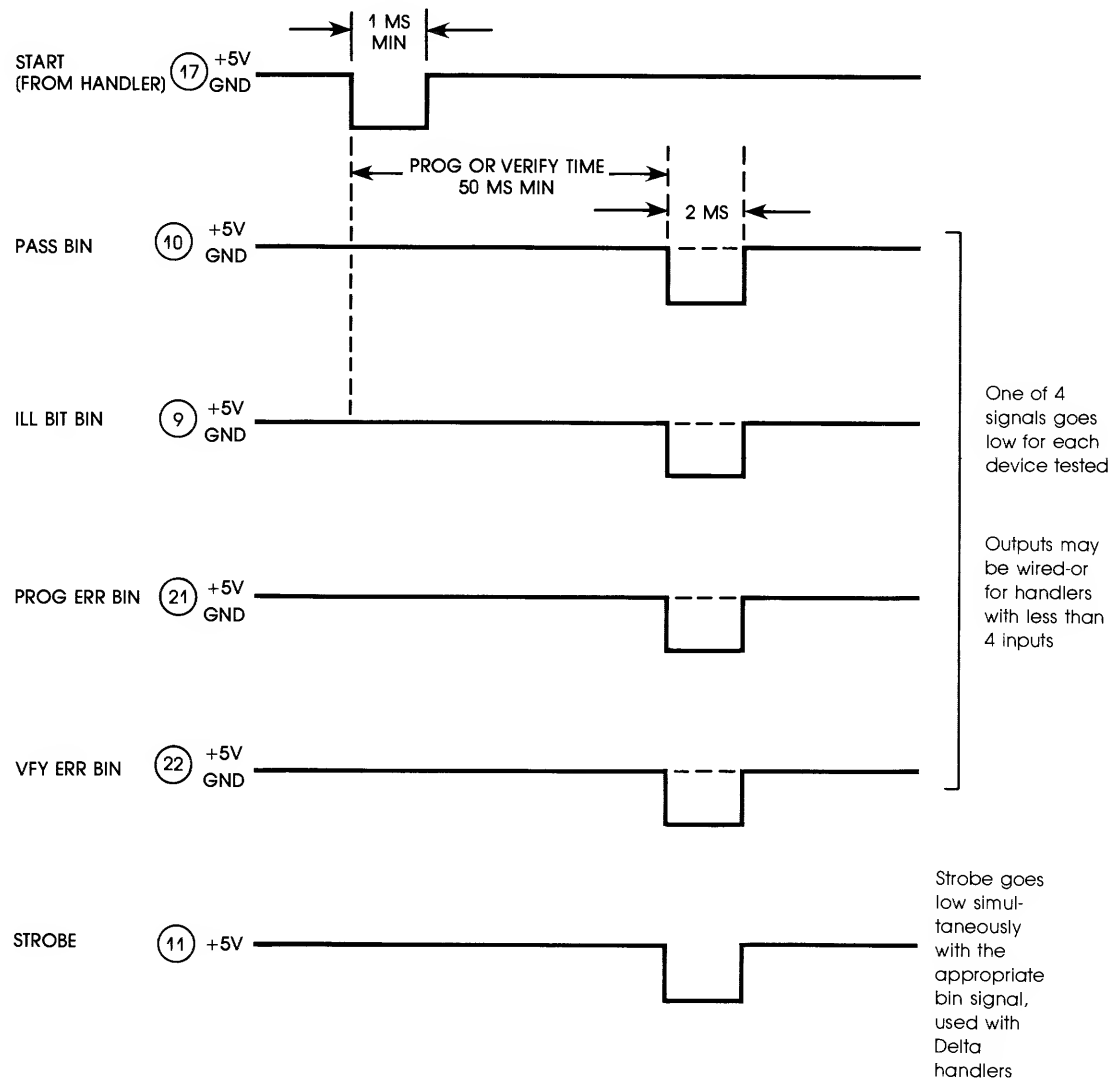 1 MS
MIN
START
(FROM HANDLER) 17 +5V
GND
PROG OR VERIFY TIME
50 MS MIN
2 MS
PASS BIN 10 +5V
GND
ILL BIT BIN 9 +5V
GND
PROG ERR BIN 21 +5V
GND
VFY ERR BIN 22 +5V
GND
One of 4
signals goes
low for each
device tested
Outputs may
be wired-or
for handlers
with less than
4 inputs
STROBE 11 +5V
Strobe goes
low simul-
taneously
with the
appropriate
bin signal,
used with
Delta
handlers